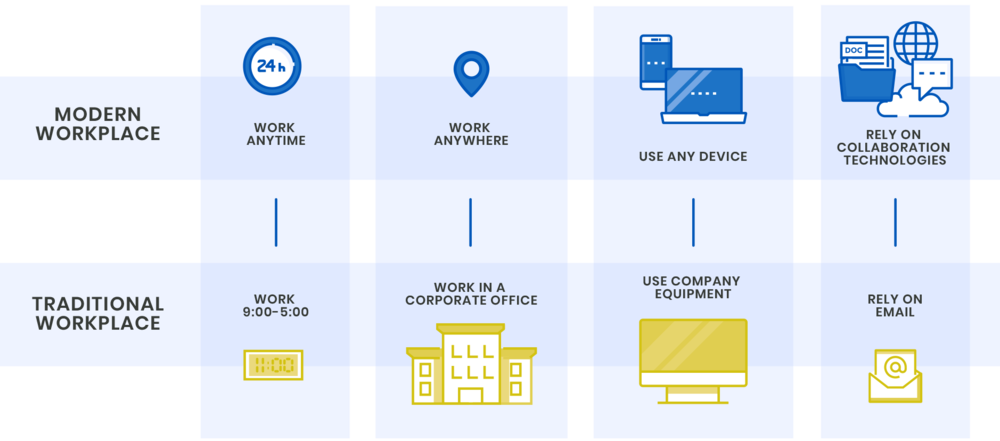 24h
DOC
MODERN
WORKPLACE
WORK
ANYTIME
WORK
ANYWHERE
USE ANY DEVICE
RELY ON
COLLABORATION
TECHNOLOGIES
TRADITIONAL
WORKPLACE
WORK
9:00-5:00
WORK IN A
CORPORATE OFFICE
USE COMPANY
EQUIPMENT
RELY ON
EMAIL
11:00
@